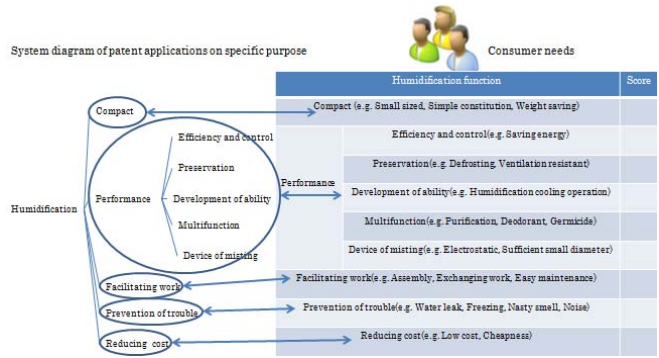 System diagram of patent applications on specific purpose
Consumer needs
Humidification function
Score
Compact
Compact (e.g. Small sized, Simple constitution, Weight saving)
Efficiency and control
Preservation
Performance
Development of ability
Multifunction
Device of misting
Humidification
Performance
Efficiency and control(e.g. Saving energy)
Preservation(e.g. Defrosting, Ventilation resistant)
Development of ability(e.g. Humidification cooling operation)
Multifunction(e.g. Purification, Deodorant, Germicide)
Device of misting(e.g. Electrostatic, Sufficient small diameter)
Facilitating work
Facilitating work(e.g. Assembly, Exchanging work, Easy maintenance)
Prevention of trouble
Prevention of trouble(e.g. Water leak, Freezing, Nasty smell, Noise)
Reducing cost
Reducing cost(e.g. Low cost, Cheapness)